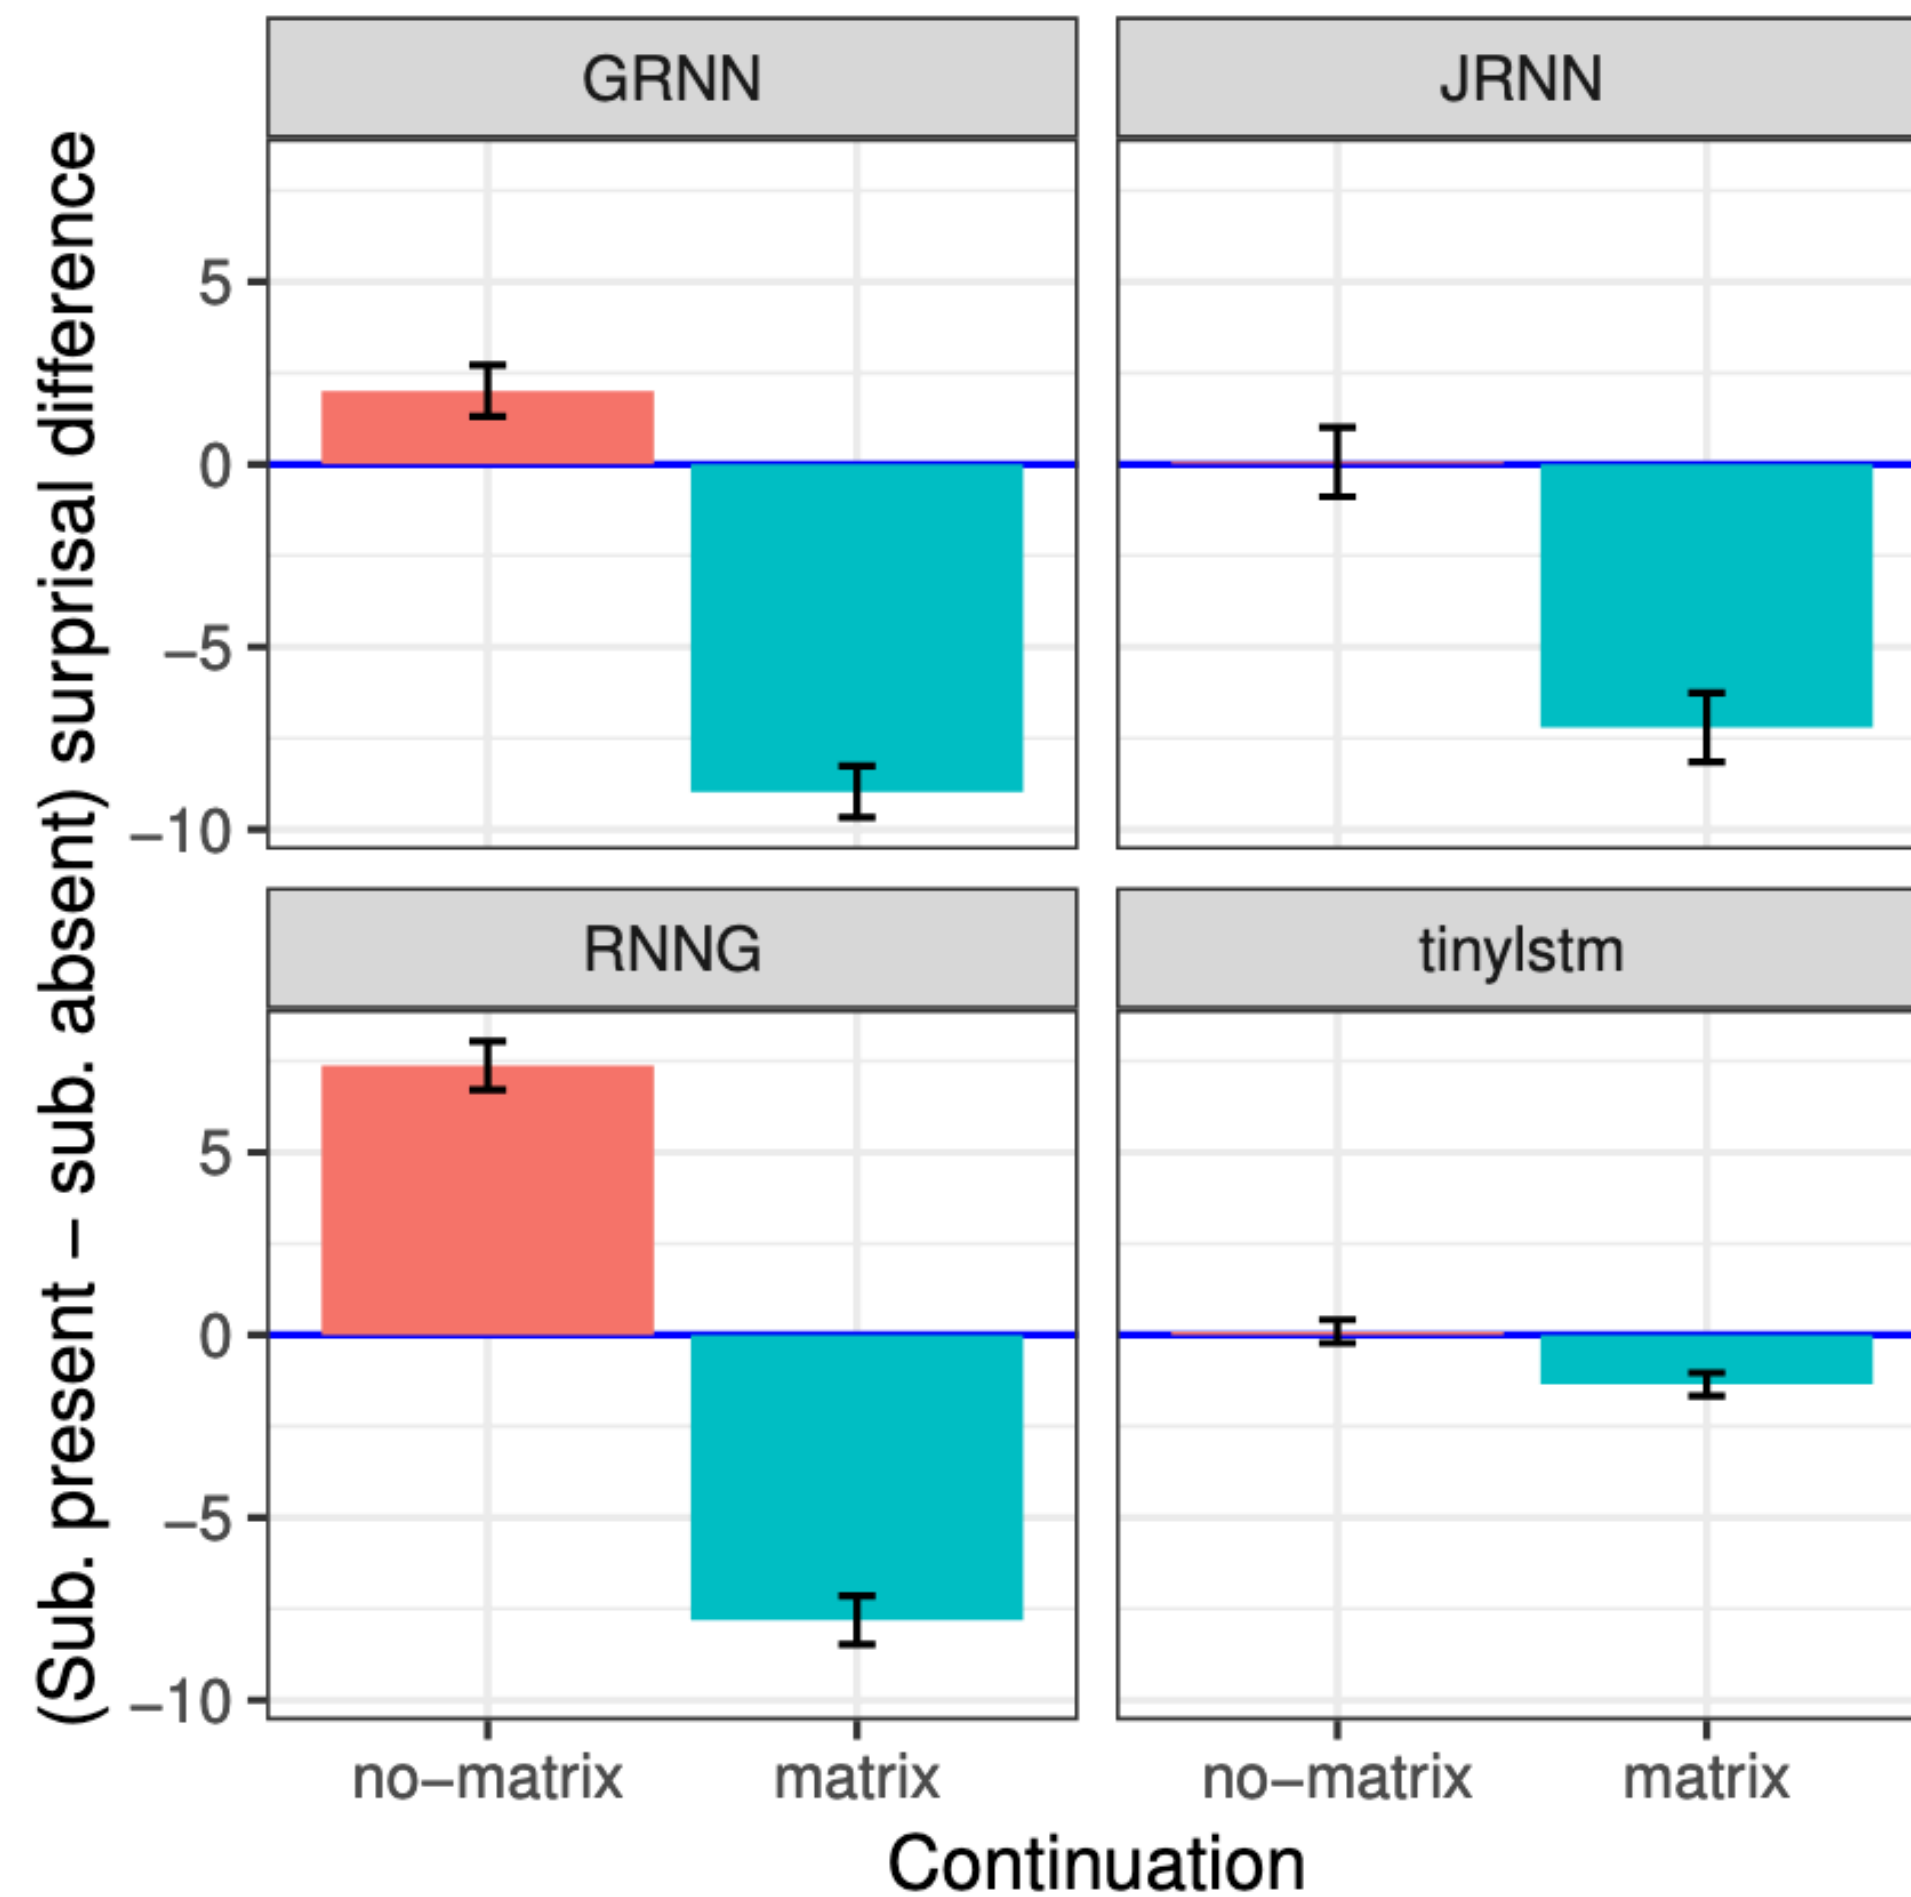 (Sub. present – sub. absent) surprisal difference
GRNN
JRNN
5
0
−5
−10
RNNG
tinylstm
5
0
−5
−10
no−matrix
matrix
no−matrix
matrix
Continuation